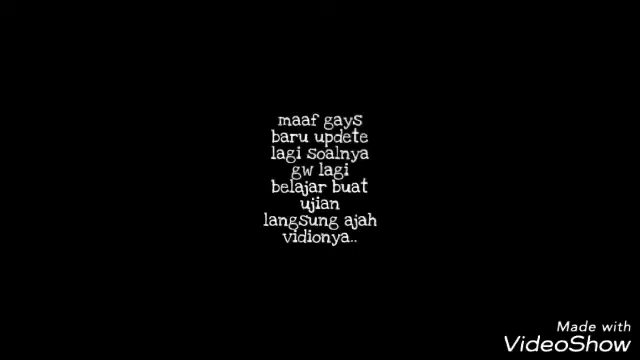 maaf gays
baru updete
lagi soalnya
gw lagi
belajar buat
ujian
langsung ajah
vidionya..
Made with
VideoShow